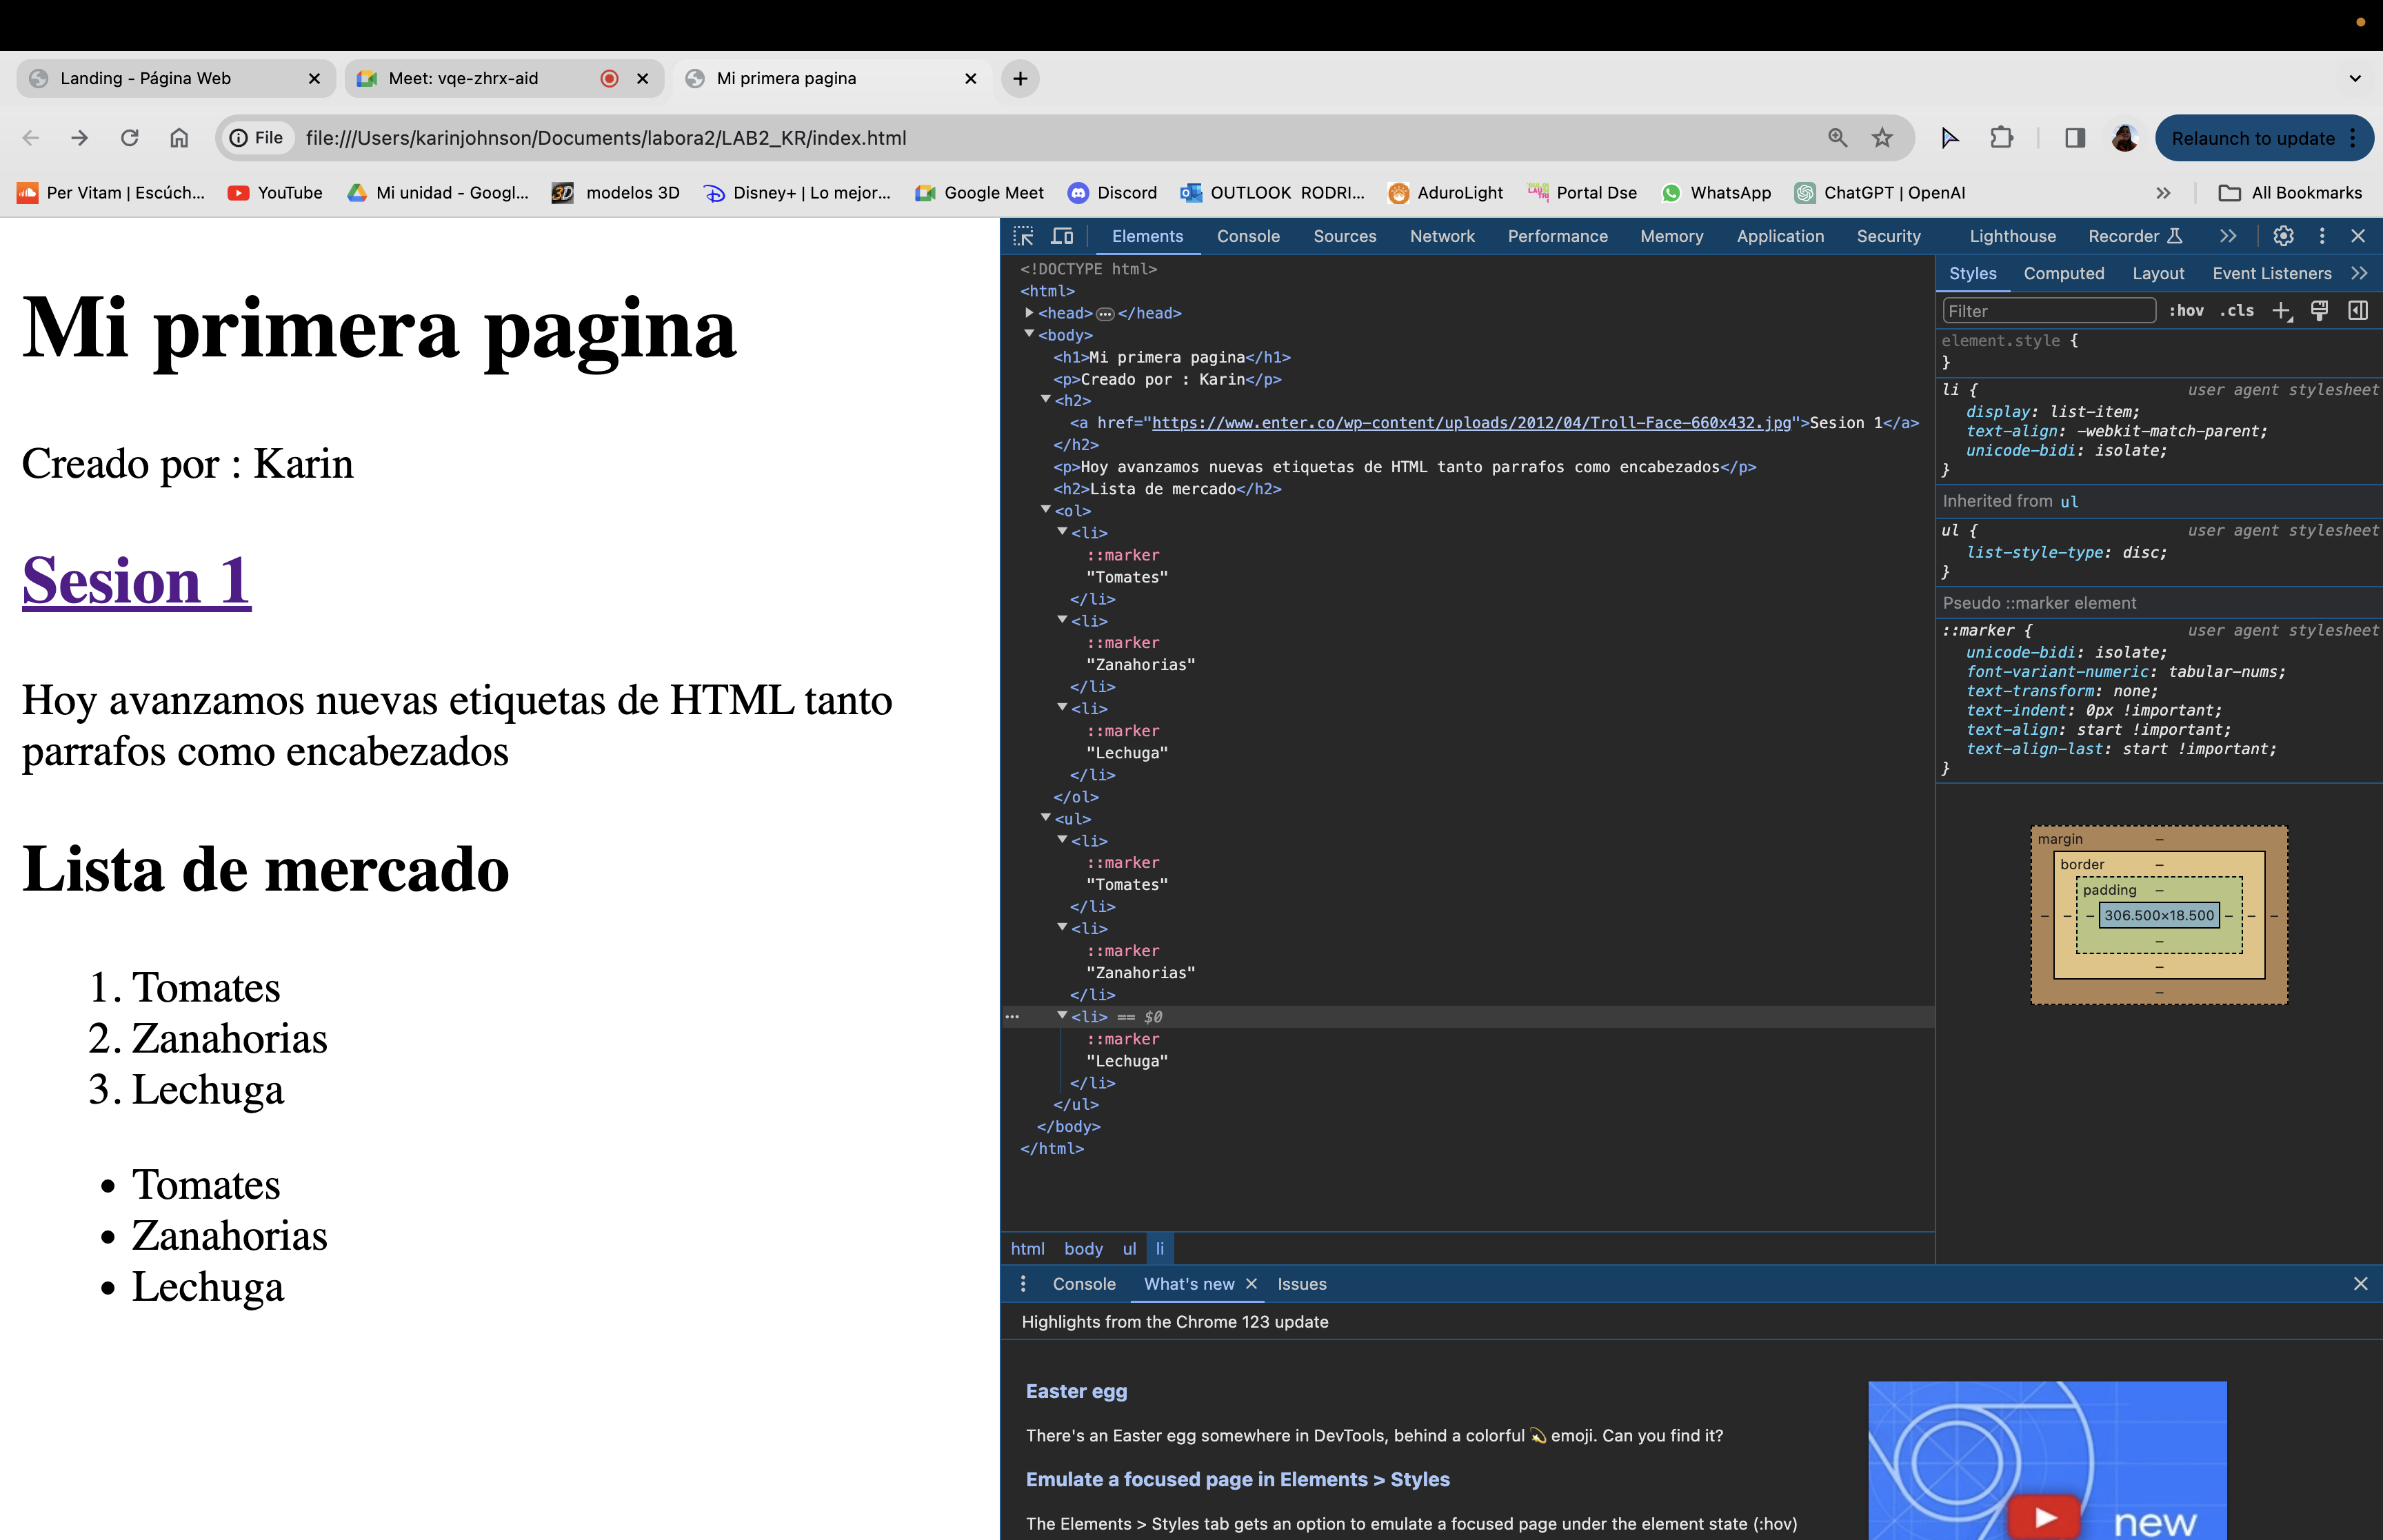 Landing - Página Web
Meet: vqe-zhrx-aid
Mi primera pagina
File
file:///Users/karinjohnson/Documents/labora2/LAB2_KR/index.html
Relaunch to update
Per Vitam | Escúch...
YouTube
Mi unidad - Googl...
modelos 3D
Disney+ | Lo mejor...
Google Meet
Discord
OUTLOOK RODRI...
AduroLight
Portal Dse
WhatsApp
ChatGPT | OpenAI
All Bookmarks
Mi primera pagina
Creado por : Karin
Sesion 1
Hoy avanzamos nuevas etiquetas de HTML tanto
parrafos como encabezados
Lista de mercado
1. Tomates
2. Zanahorias
3. Lechuga
• Tomates
• Zanahorias
• Lechuga
Elements Console Sources Network Performance Memory Application Security Lighthouse Recorder
<!DOCTYPE html>
<html>
<head>...</head>
<body>
<h1>Mi primera pagina</h1>
<p>Creado por : Karin</p>
<h2>
<a href="https://www.enter.co/wp-content/uploads/2012/04/Troll-Face-660x432.jpg">Sesion 1</a>
</h2>
<p>Hoy avanzamos nuevas etiquetas de HTML tanto parrafos como encabezados</p>
<h2>Lista de mercado</h2>
<ol>
<li>
::marker
"Tomates"
</li>
<li>
::marker
"Zanahorias"
</li>
<li>
::marker
"Lechuga"
</li>
</ol>
<ul>
<li>
::marker
"Tomates"
</li>
<li>
::marker
"Zanahorias"
</li>
... <li> == $0
::marker
"Lechuga"
</li>
</ul>
</body>
</html>
html body ul li
Styles Computed Layout Event Listeners
Filter :hov .cls
element.style {
}
li { user agent stylesheet
display: list-item;
text-align: -webkit-match-parent;
unicode-bidi: isolate;
}
Inherited from ul
ul { user agent stylesheet
list-style-type: disc;
}
Pseudo ::marker element
::marker { user agent stylesheet
unicode-bidi: isolate;
font-variant-numeric: tabular-nums;
text-transform: none;
text-indent: 0px !important;
text-align: start !important;
text-align-last: start !important;
}
margin –
border –
padding –
– – – 306.500×18.500 – – –
–
–
–
Console What's new Issues
Highlights from the Chrome 123 update
Easter egg
There's an Easter egg somewhere in DevTools, behind a colorful 💫 emoji. Can you find it?
Emulate a focused page in Elements > Styles
The Elements > Styles tab gets an option to emulate a focused page under the element state (:hov)
new